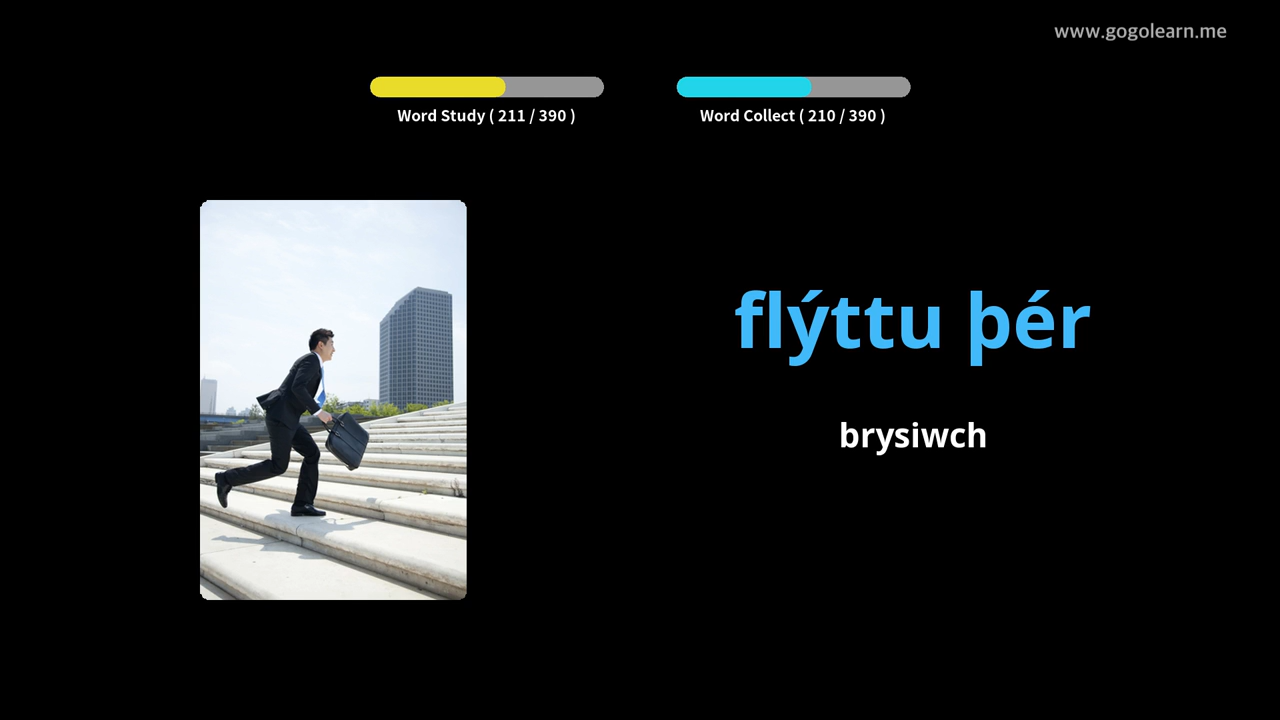 www.gogolearn.me
Word Study ( 211 / 390 )
Word Collect ( 210 / 390 )
flýttu þér
brysiwch